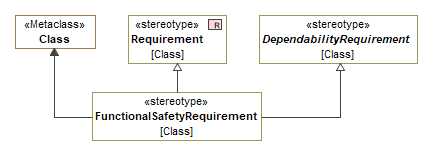 «Metaclass»
Class
«stereotype»
R
Requirement
[Class]
«stereotype»
DependabilityRequirement
[Class]
«stereotype»
FunctionalSafetyRequirement
[Class]